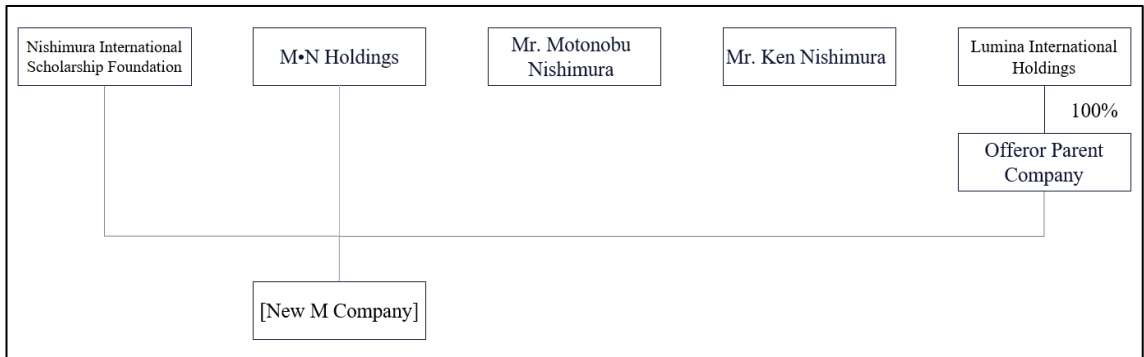 Nishimura International
Scholarship Foundation
M•N Holdings
Mr. Motonobu
Nishimura
Mr. Ken Nishimura
Lumina International
Holdings
100%
Offeror Parent
Company
[New M Company]